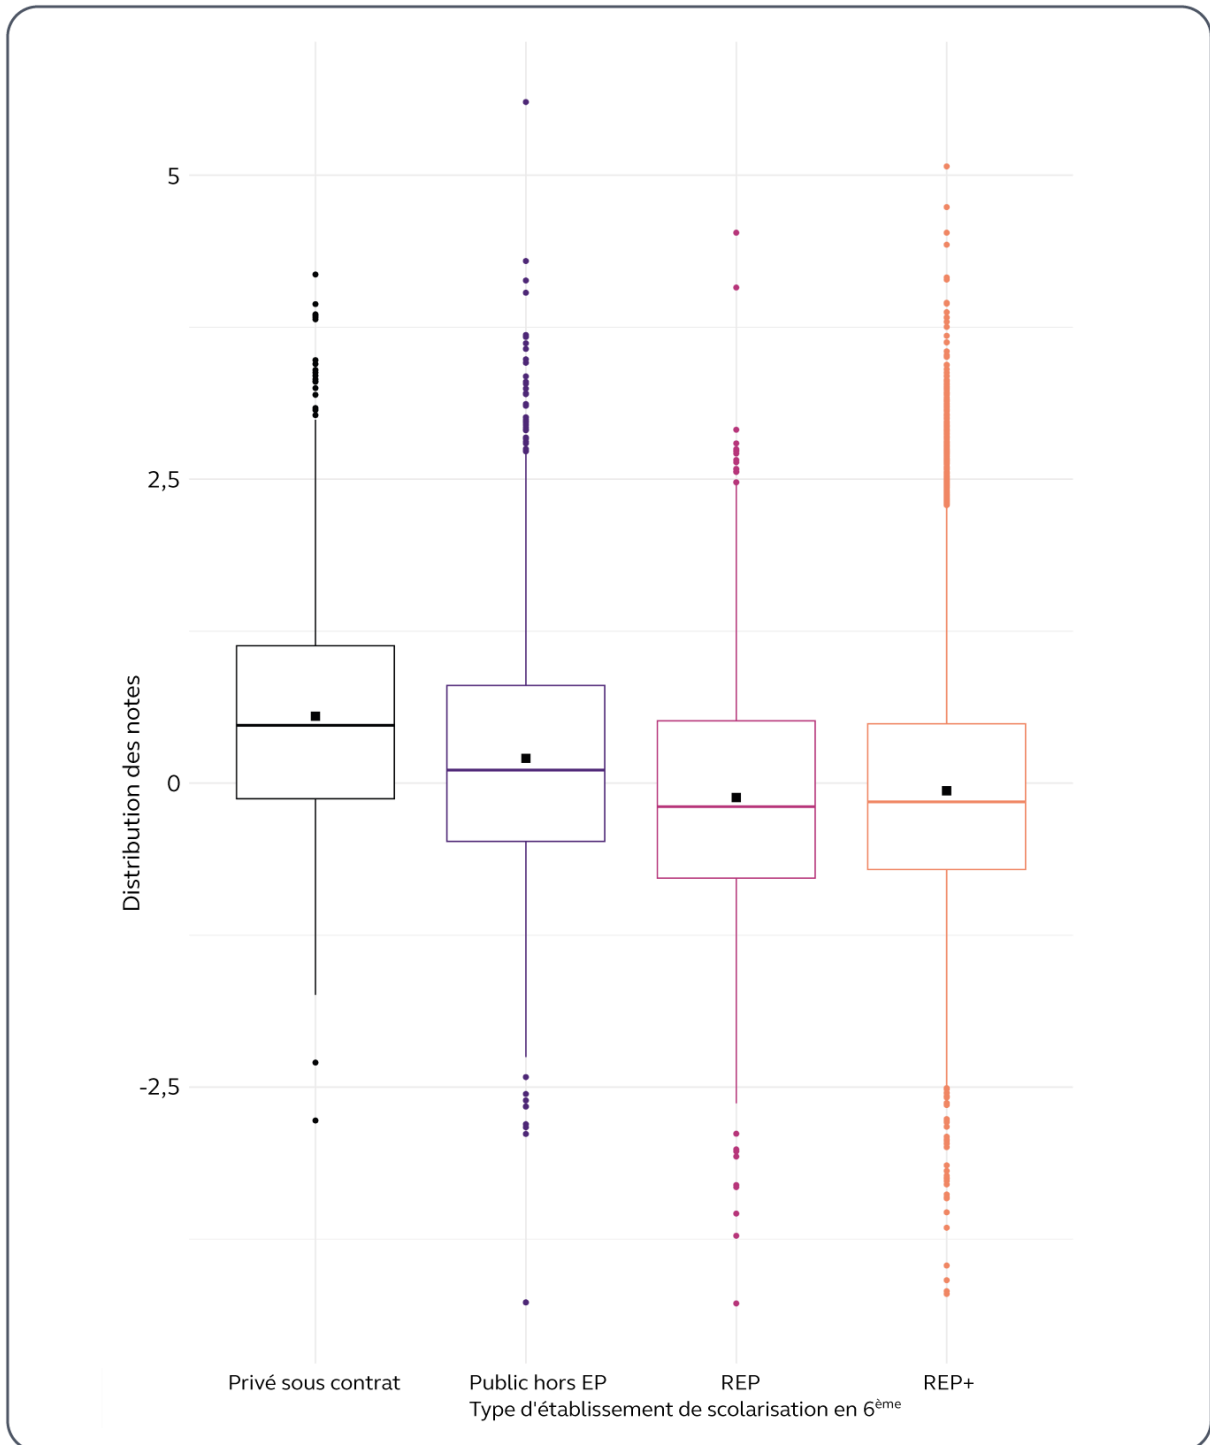 5
2,5
0
-2,5
Distribution des notes
Privé sous contrat
Public hors EP
REP
REP+
Type d'établissement de scolarisation en 6ème